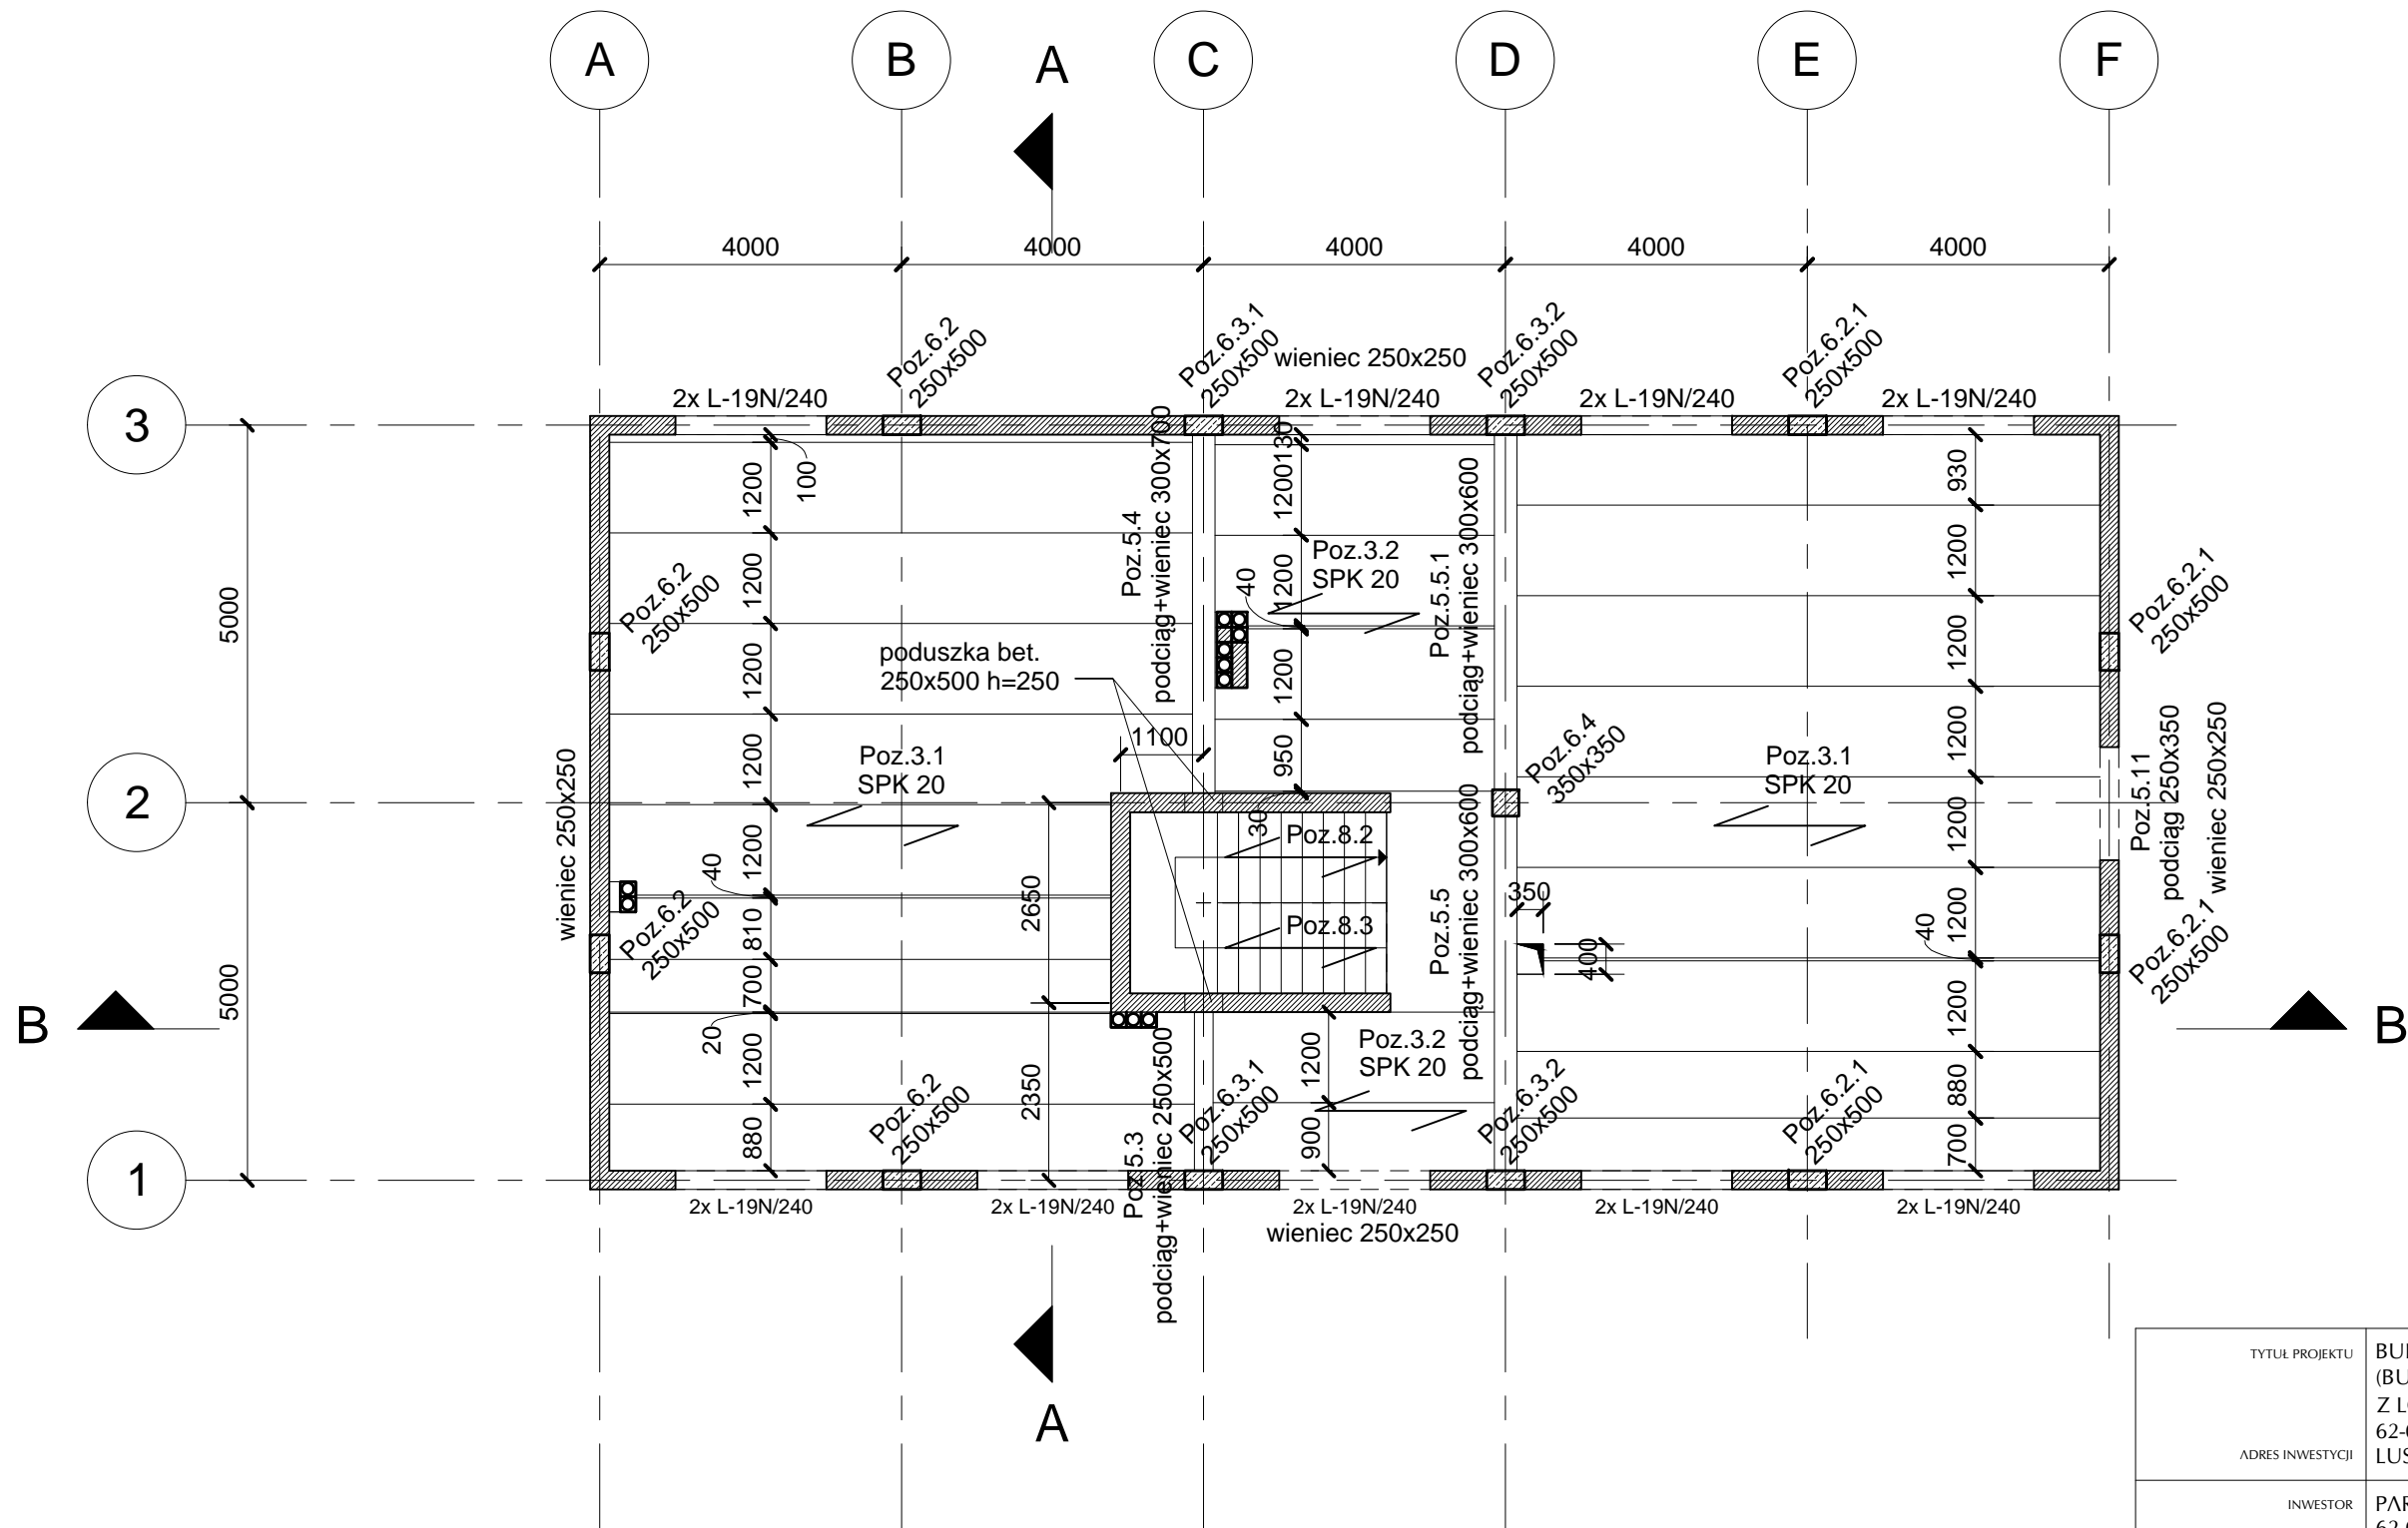 A
B
A
C
D
E
F
4000
4000
4000
4000
4000
Poz.6.2
250x500
Poz.6.3.1
250x500
wieniec 250x250
Poz.6.3.2
250x500
Poz.6.2.1
250x500
3
2x L-19N/240
2x L-19N/240
2x L-19N/240
2x L-19N/240
100
1200
1200
1200
1200
1200
40
810
700
20
1200
880
Poz.5.4
podciąg+wieniec 300x700
130
1200
1200
40
1200
950
30
Poz.3.2
SPK 20
Poz.5.5.1
podciąg+wieniec 300x600
930
1200
1200
1200
1200
1200
40
1200
880
700
5000
Poz.6.2
250x500
Poz.6.2.1
250x500
poduszka bet.
250x500 h=250
1100
Poz.6.4
350x350
Poz.3.1
SPK 20
Poz.3.1
SPK 20
2
wieniec 250x250
Poz.5.11
podciąg 250x350
wieniec 250x250
Poz.8.2
Poz.8.3
2650
2350
Poz.5.5
podciąg+wieniec 300x600
350
400
Poz.6.2
250x500
Poz.6.2.1
250x500
5000
B
B
Poz.3.2
SPK 20
1200
900
Poz.6.2
250x500
Poz.5.3
podciąg+wieniec 250x500
Poz.6.3.1
250x500
Poz.6.3.2
250x500
Poz.6.2.1
250x500
1
2x L-19N/240
2x L-19N/240
2x L-19N/240
2x L-19N/240
2x L-19N/240
wieniec 250x250
A
TYTUŁ PROJEKTU
(BU
Z L
62-
ADRES INWESTYCJI
LUS
INWESTOR
PAR